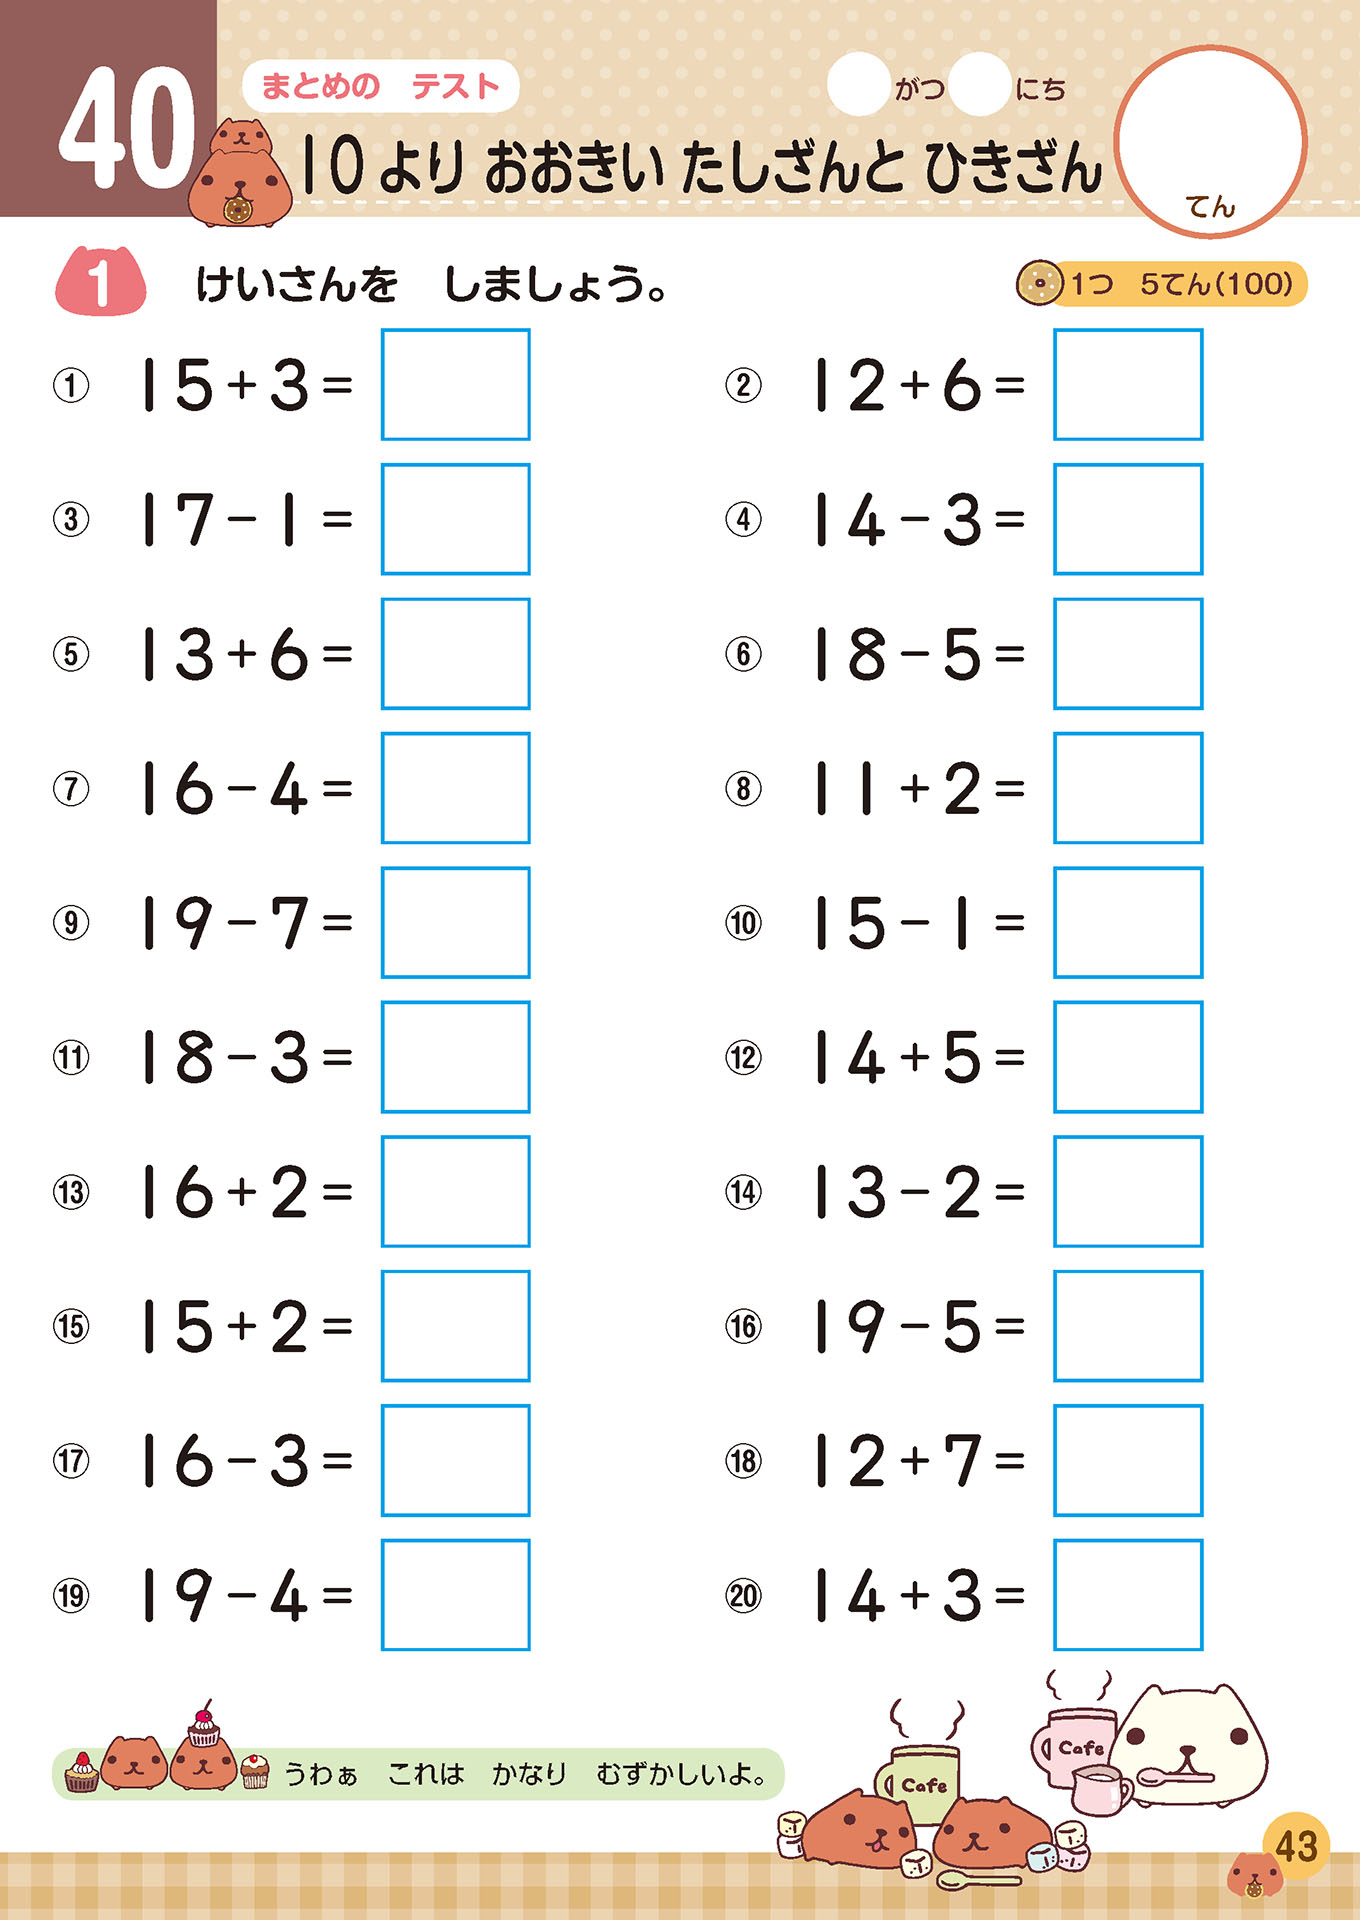 40
まとめの　テスト
がつ　にち
10より おおきい たしざんと ひきざん
てん
1 けいさんを　しましょう。
1つ　5てん(100)
① 15+3=
② 12+6=
③ 17-1=
④ 14-3=
⑤ 13+6=
⑥ 18-5=
⑦ 16-4=
⑧ 11+2=
⑨ 19-7=
⑩ 15-1=
⑪ 18-3=
⑫ 14+5=
⑬ 16+2=
⑭ 13-2=
⑮ 15+2=
⑯ 19-5=
⑰ 16-3=
⑱ 12+7=
⑲ 19-4=
⑳ 14+3=
うわぁ　これは　かなり　むずかしいよ。
Cafe
Cafe
43